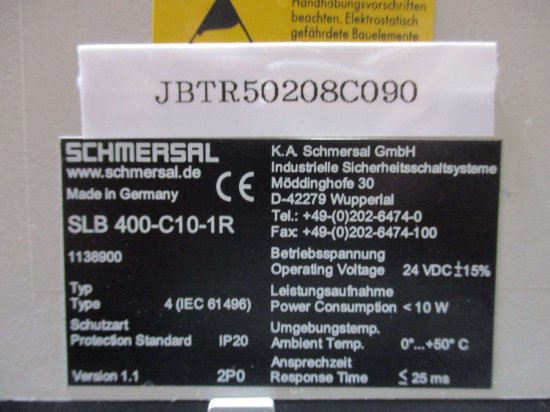 Handhabungsvorschriften
beachten. Elektrostatisch
gefährdete Bauelemente
JBTR50208C090
SCHMERSAL
www.schmersal.de
Made in Germany
CE
SLB 400-C10-1R
1138900
Typ
Type 4 (IEC 61496)
Schutzart
Protection Standard IP20
Version 1.1 2P0
K.A. Schmersal GmbH
Industrielle Sicherheitsschaltsysteme
Möddinghofe 30
D-42279 Wuppertal
Tel.: +49-(0)202-6474-0
Fax: +49-(0)202-6474-100
Betriebsspannung
Operating Voltage 24 VDC ±15%
Leistungsaufnahme
Power Consumption < 10 W
Umgebungstemp.
Ambient Temp. 0°...+50° C
Ansprechzeit
Response Time ≤ 25 ms